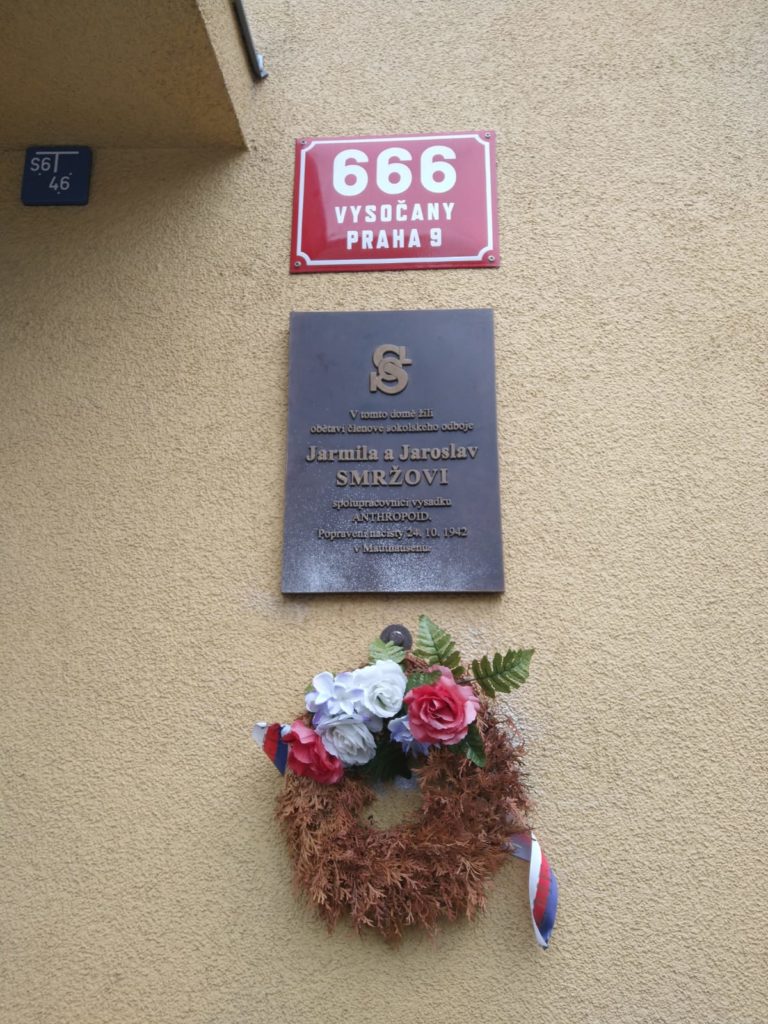 S6
46
666
VYSOČANY
PRAHA 9
V tomto domě žili
obětaví členové sokolského odboje
Jarmila a Jaroslav
SMRŽOVI
spolupracovníci výsadku
ANTHROPOID.
Popraveni nacisty 24. 10. 1942
v Mauthausenu.